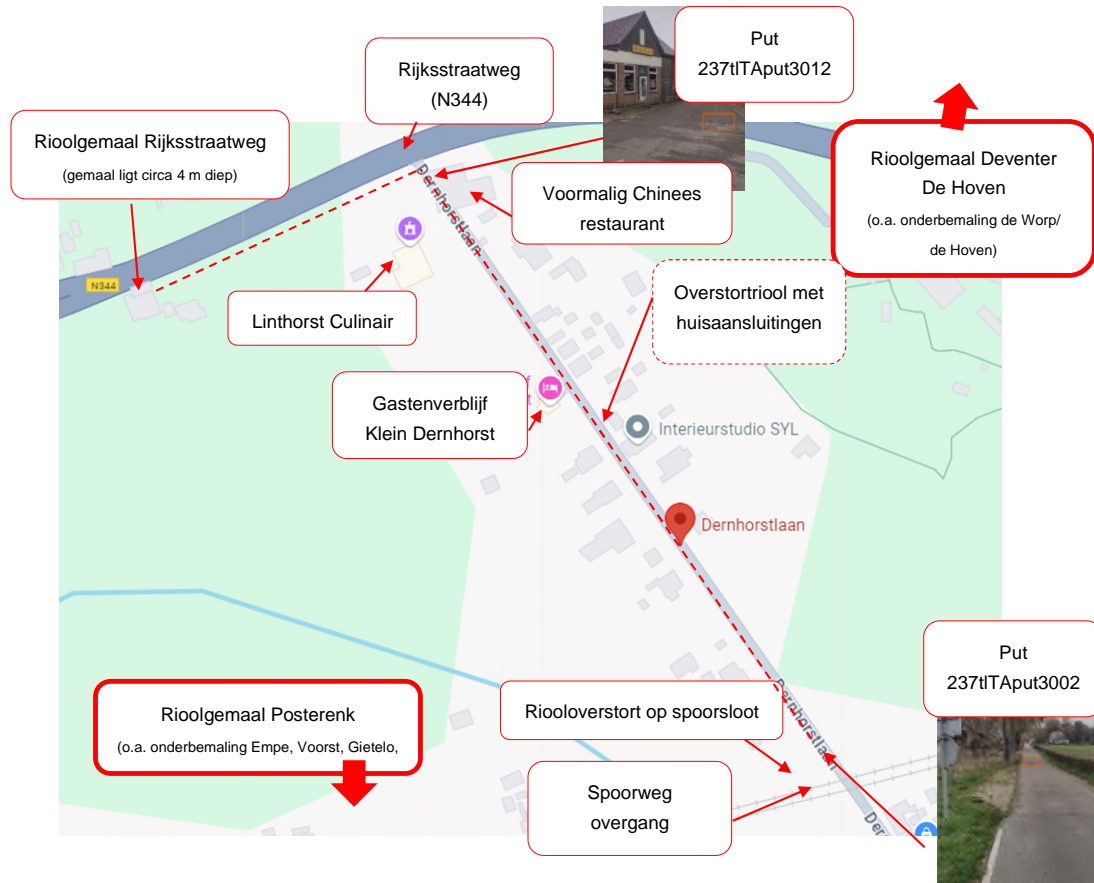 Put
237tlTAput3012
Rijksstraatweg
(N344)
Rioolgemaal Rijksstraatweg
(gemaal ligt circa 4 m diep)
Rioolgemaal Deventer
De Hoven
(o.a. onderbemaling de Worp/
de Hoven)
Voormalig Chinees
restaurant
Dernhorstlaan
N344
Linthorst Culinair
Overstortriool met
huisaansluitingen
Gastenverblijf
Klein Dernhorst
f
t
Interieurstudio SYL
Dernhorstlaan
Put
237tlTAput3002
Riooloverstort op spoorsloot
Dernhorstlaan
Rioolgemaal Posterenk
(o.a. onderbemaling Empe, Voorst, Gietelo,
Spoorweg
overgang
Der